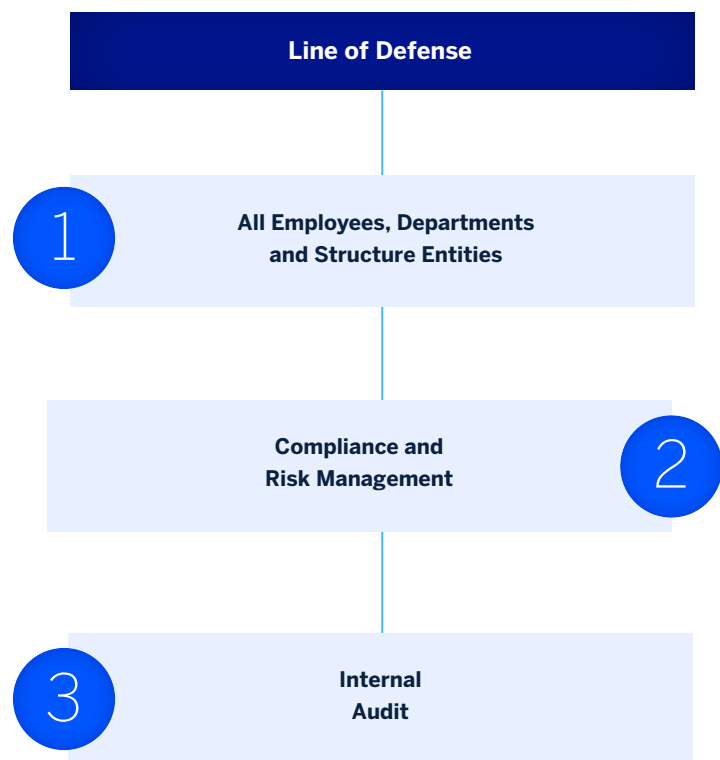 Line of Defense
1
All Employees, Departments
and Structure Entities
Compliance and
Risk Management
2
3
Internal
Audit